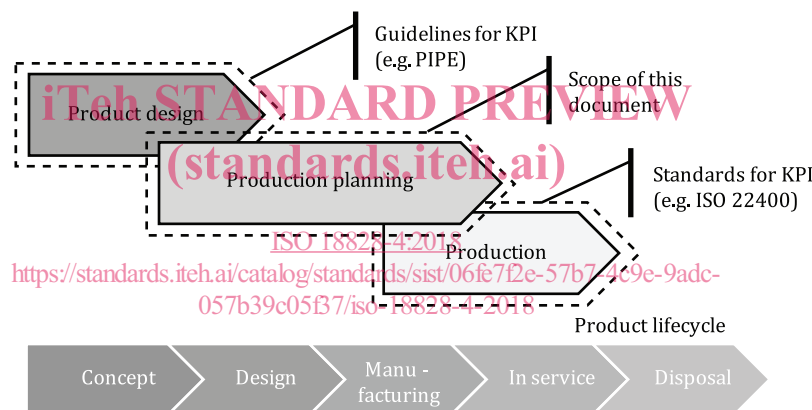 Guidelines for KPI
(e.g. PIPE)
Scope of this
document
iTeh STANDARD PREVIEW
Product design
(standards.iteh.ai)
Production planning
Standards for KPI
(e.g. ISO 22400)
ISO 18828-4:2018
Production
https://standards.iteh.ai/catalog/standards/sist/06fe7f2e-57b7-4c9e-9adc-
057b39c05f37/iso-18828-4-2018
Product lifecycle
Concept
Design
Manu -
facturing
In service
Disposal